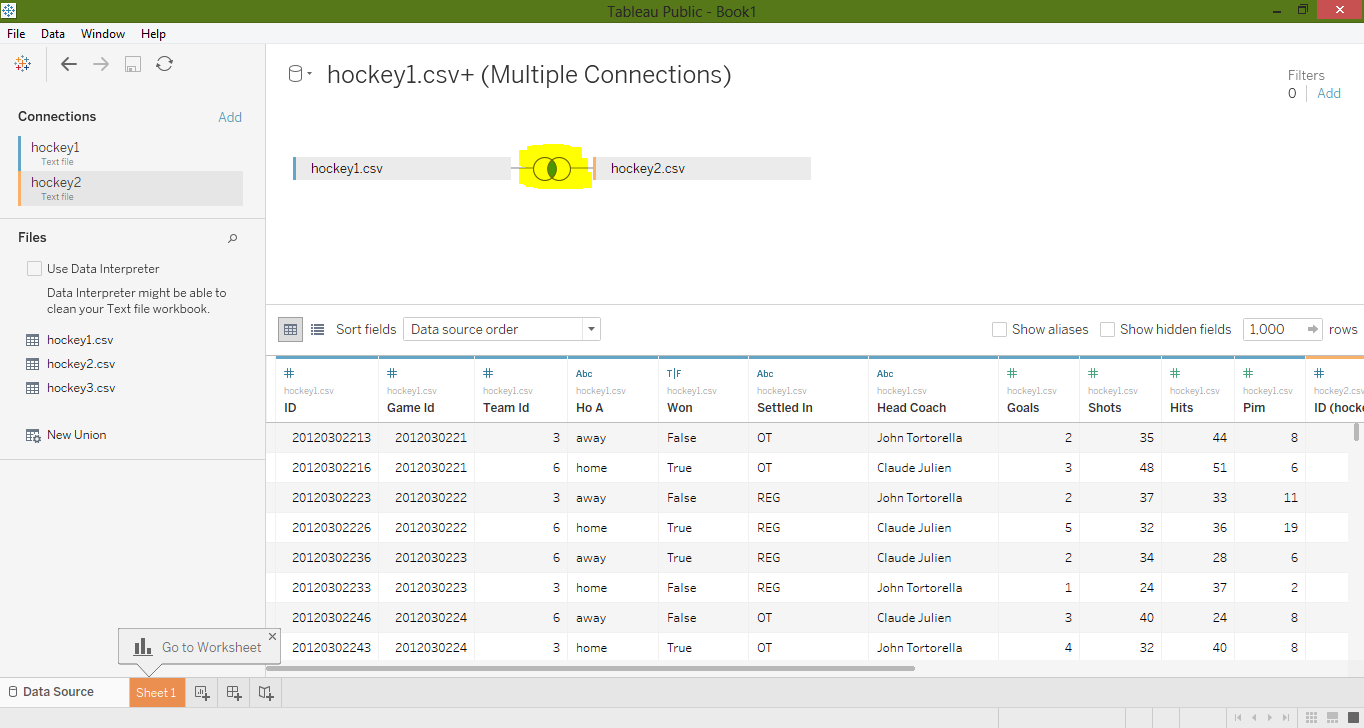 Tableau Public - Book1
File Data Window Help
Connections Add
hockey1
Text file
hockey2
Text file
Files
Use Data Interpreter
Data Interpreter might be able to
clean your Text file workbook.
hockey1.csv
hockey2.csv
hockey3.csv
New Union
hockey1.csv+ (Multiple Connections)
Filters
0 Add
hockey1.csv hockey2.csv
Sort fields Data source order Show aliases Show hidden fields 1,000 rows
# # # Abc T|F Abc Abc # # # # #
hockey1.csv hockey1.csv hockey1.csv hockey1.csv hockey1.csv hockey1.csv hockey1.csv hockey1.csv hockey1.csv hockey1.csv hockey1.csv hockey2.cs
ID Game Id Team Id Ho A Won Settled In Head Coach Goals Shots Hits Pim ID (hocke
20120302213 2012030221 3 away False OT John Tortorella 2 35 44 8
20120302216 2012030221 6 home True OT Claude Julien 3 48 51 6
20120302223 2012030222 3 away False REG John Tortorella 2 37 33 11
20120302226 2012030222 6 home True REG Claude Julien 5 32 36 19
20120302236 2012030223 6 away True REG Claude Julien 2 34 28 6
20120302233 2012030223 3 home False REG John Tortorella 1 24 37 2
20120302246 2012030224 6 away False OT Claude Julien 3 40 24 8
20120302243 2012030224 3 home True OT John Tortorella 4 32 40 8
Go to Worksheet
Data Source Sheet 1